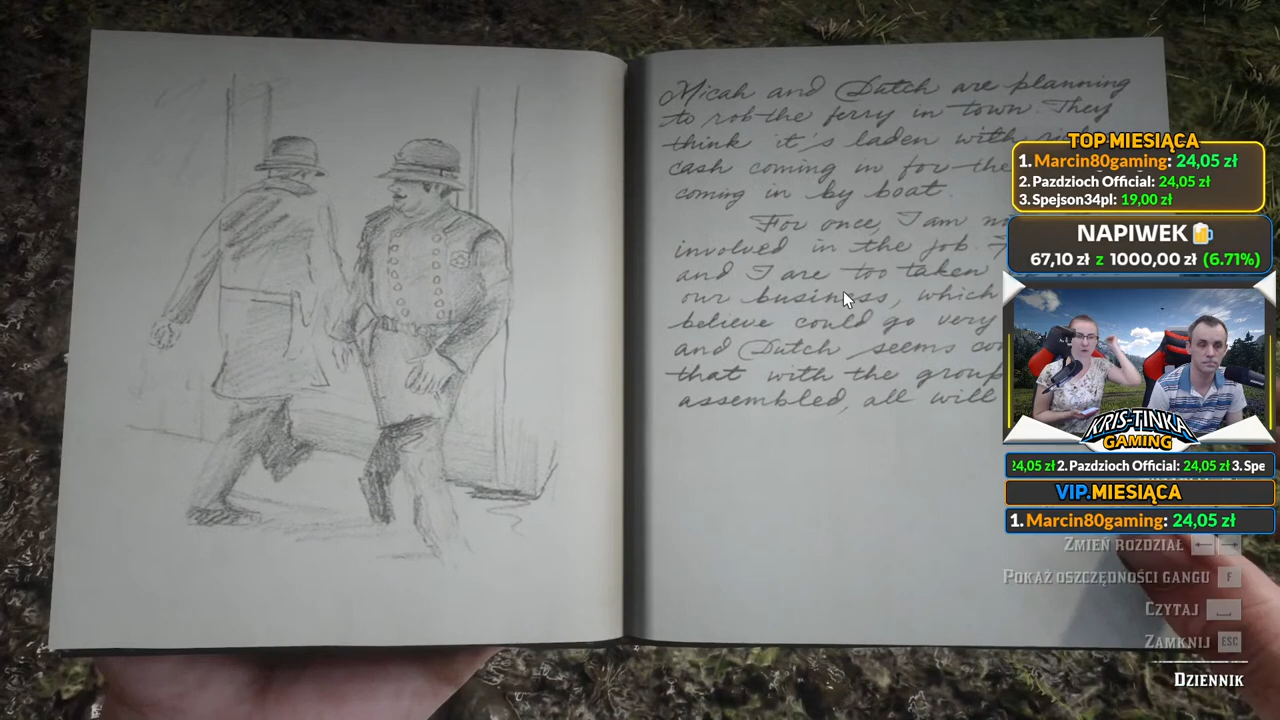 Micah and Dutch are planning
to rob the ferry in town. They
think it's laden with
cash coming in for the
coming in by boat.
For once, I am
involved in the job.
and I are too taken
our business, which
believe could go very
and Dutch seems
that with the group
assembled, all will
TOP MIESIĄCA
1. Marcin80gaming: 24,05 zł
2. Pazdzioch Official: 24,05 zł
3. Spejson34pl: 19,00 zł
NAPIWEK
67,10 zł z 1000,00 zł (6.71%)
KRIS-TINKA
GAMING
24,05 zł 2. Pazdzioch Official: 24,05 zł 3. Spe
VIP.MIESIĄCA
1. Marcin80gaming: 24,05 zł
ZMIEŃ ROZDZIAŁ
POKAŻ OSZCZĘDNOŚCI GANGU F
CZYTAJ
ZAMKNIJ ESC
DZIENNIK